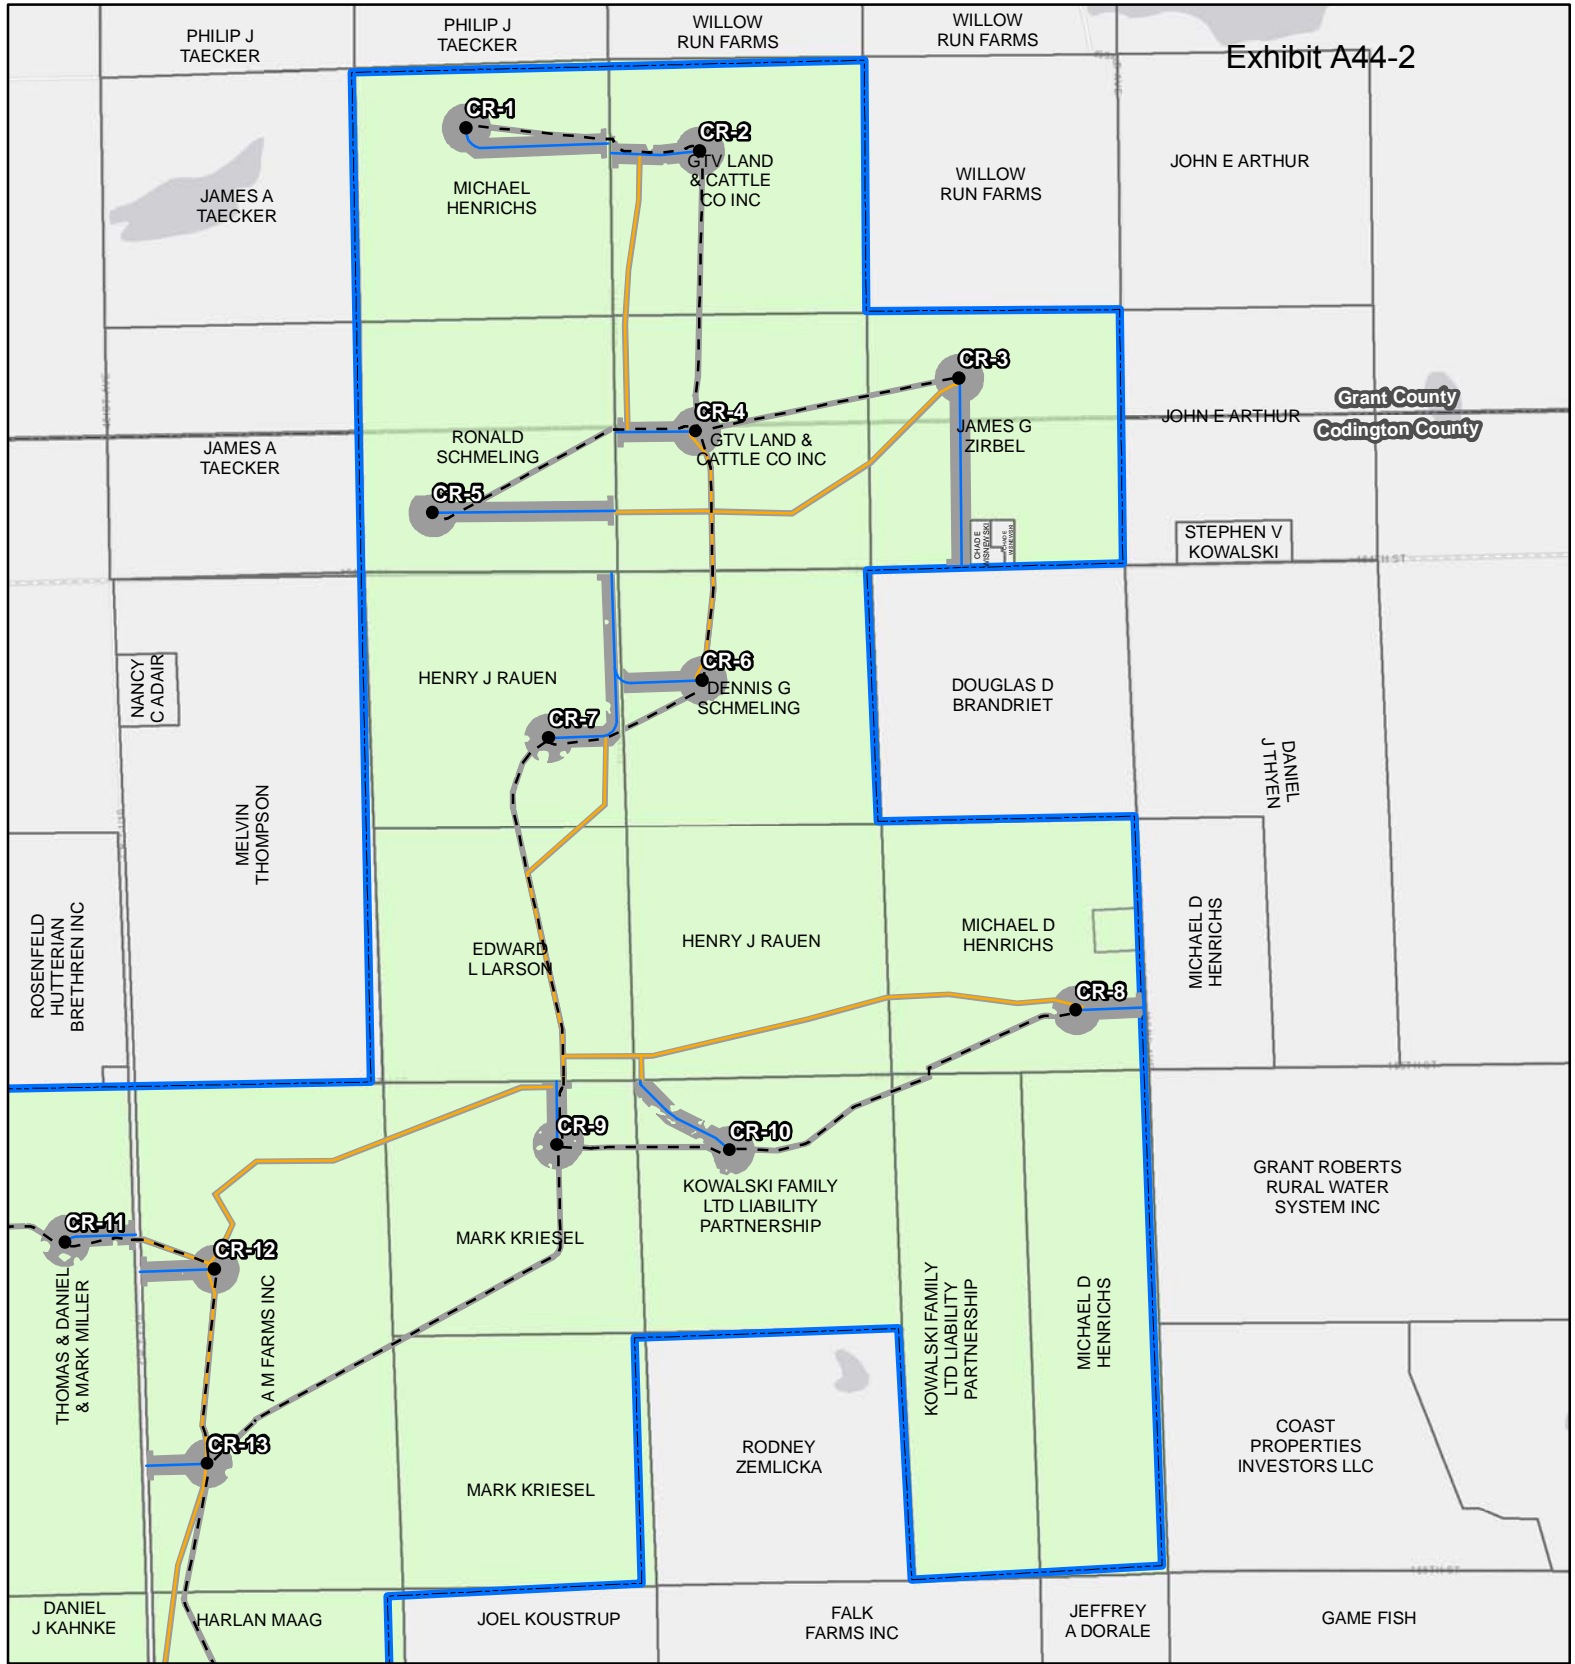 PHILIP J
TAECKER
PHILIP J
TAECKER
WILLOW
RUN FARMS
WILLOW
RUN FARMS
Exhibit A44-2
CR-1
CR-2
GTV LAND
& CATTLE
CO INC
MICHAEL
HENRICHS
JAMES A
TAECKER
WILLOW
RUN FARMS
JOHN E ARTHUR
CR-3
CR-4
Grant County
JOHN E ARTHUR
Codington County
JAMES G
ZIRBEL
GTV LAND &
CATTLE CO INC
RONALD
SCHMELING
JAMES A
TAECKER
CR-5
CHAD E
WISNEWSKI
CHAD E
WISNEWSKI
STEPHEN V
KOWALSKI
NANCY
C ADAIR
HENRY J RAUEN
CR-6
DENNIS G
SCHMELING
DOUGLAS D
BRANDRIET
CR-7
DANIEL
J THYEN
MELVIN
THOMPSON
ROSENFELD
HUTTERIAN
BRETHREN INC
EDWARD
L LARSON
HENRY J RAUEN
MICHAEL D
HENRICHS
MICHAEL D
HENRICHS
CR-8
CR-9
CR-10
KOWALSKI FAMILY
LTD LIABILITY
PARTNERSHIP
GRANT ROBERTS
RURAL WATER
SYSTEM INC
MARK KRIESEL
CR-11
CR-12
THOMAS & DANIEL
& MARK MILLER
A M FARMS INC
KOWALSKI FAMILY
LTD LIABILITY
PARTNERSHIP
MICHAEL D
HENRICHS
CR-13
MARK KRIESEL
RODNEY
ZEMLICKA
COAST
PROPERTIES
INVESTORS LLC
DANIEL
J KAHNKE
HARLAN MAAG
JOEL KOUSTRUP
FALK
FARMS INC
JEFFREY
A DORALE
GAME FISH